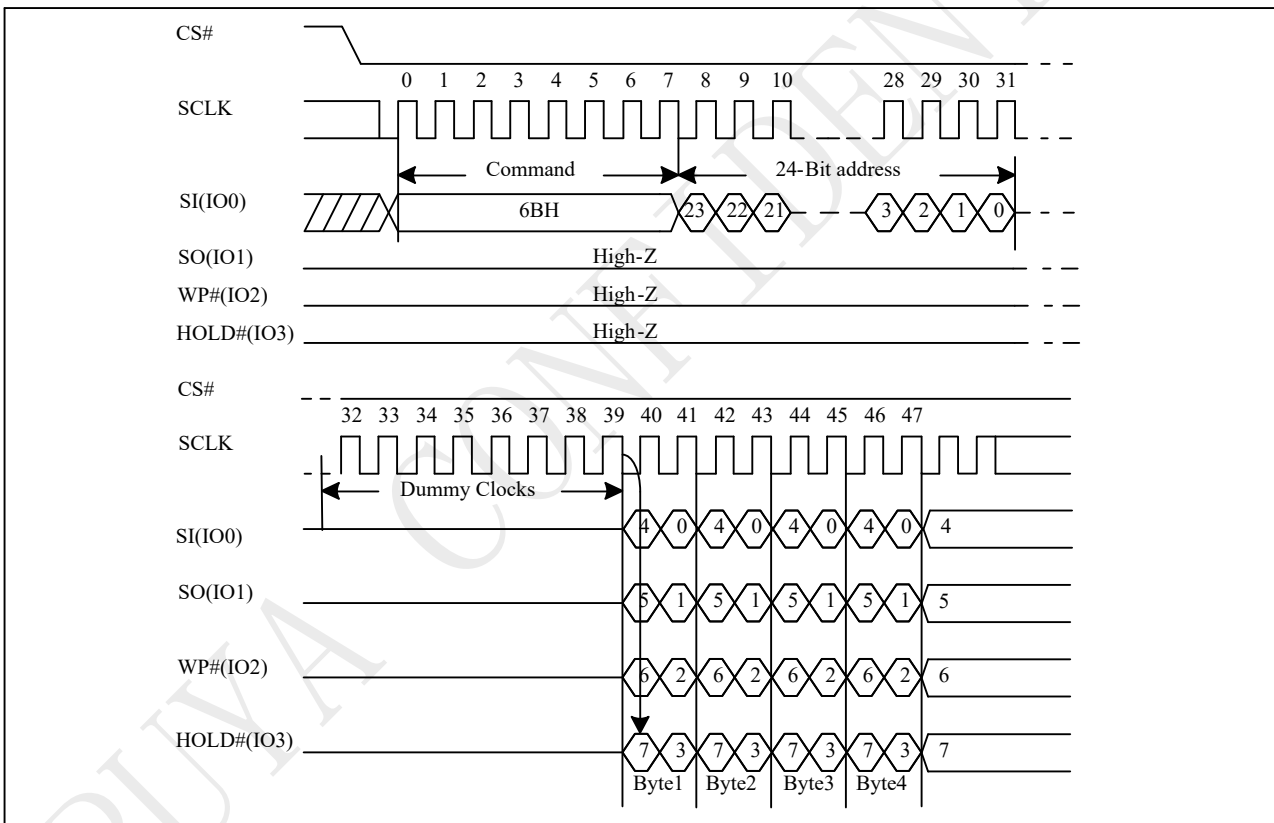 CS#
0 1 2 3 4 5 6 7 8 9 10 28 29 30 31
SCLK
Command 24-Bit address
SI(IO0) 6BH 23 22 21 3 2 1 0
SO(IO1) High-Z
WP#(IO2) High-Z
HOLD#(IO3) High-Z
CS#
32 33 34 35 36 37 38 39 40 41 42 43 44 45 46 47
SCLK
Dummy Clocks
SI(IO0) 4 0 4 0 4 0 4 0 4
SO(IO1) 5 1 5 1 5 1 5 1 5
WP#(IO2) 6 2 6 2 6 2 6 2 6
HOLD#(IO3) 7 3 7 3 7 3 7 3 7
Byte1 Byte2 Byte3 Byte4
PUYA CONFIDEN